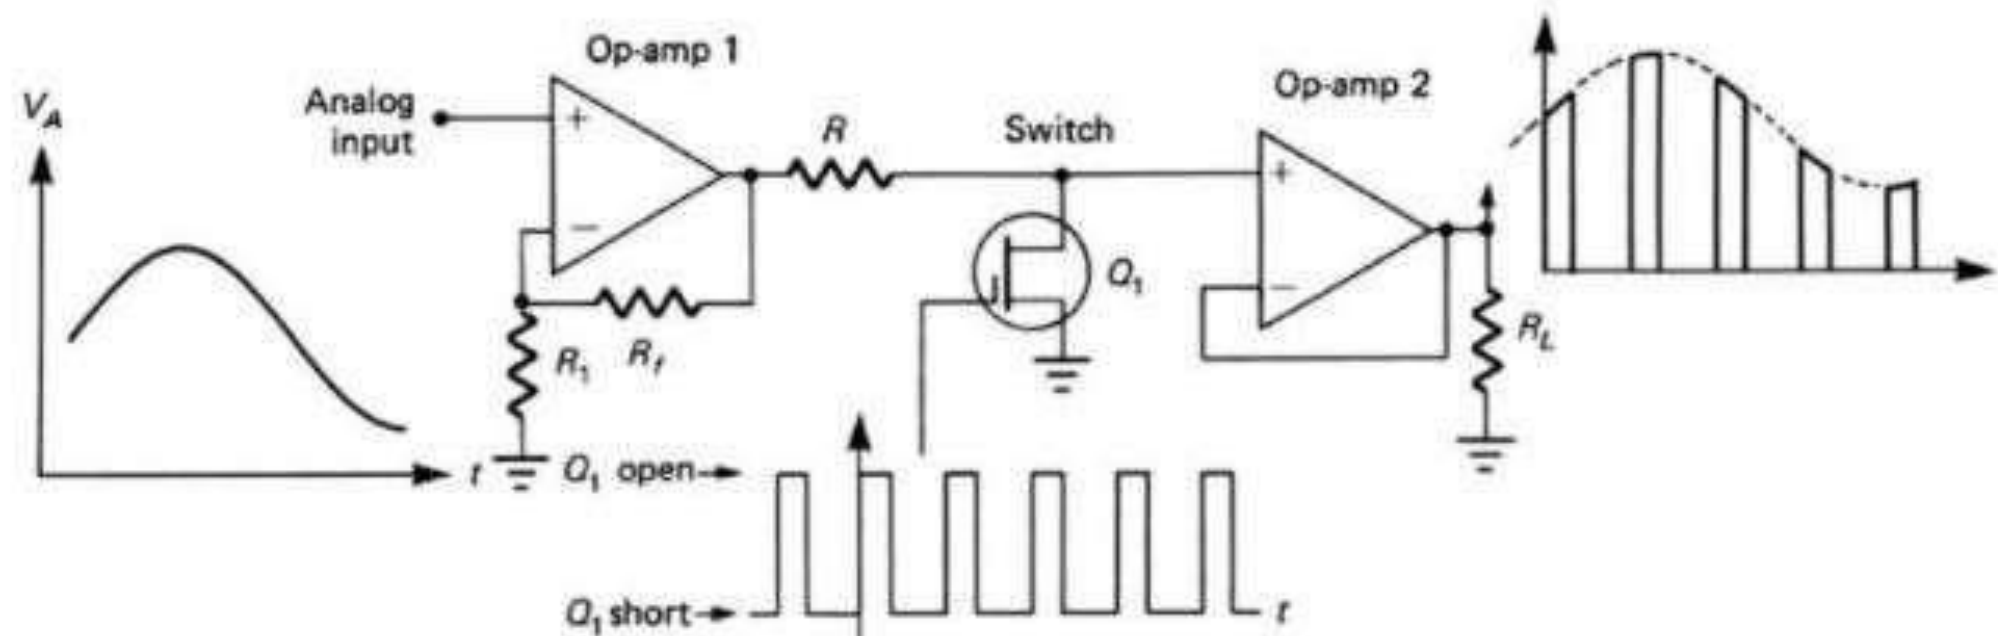 Op-amp 1
V_A
Analog
input
+
−
R
Switch
Op-amp 2
+
−
Q_1
R_1
R_f
R_L
t
Q_1 open
Q_1 short
t